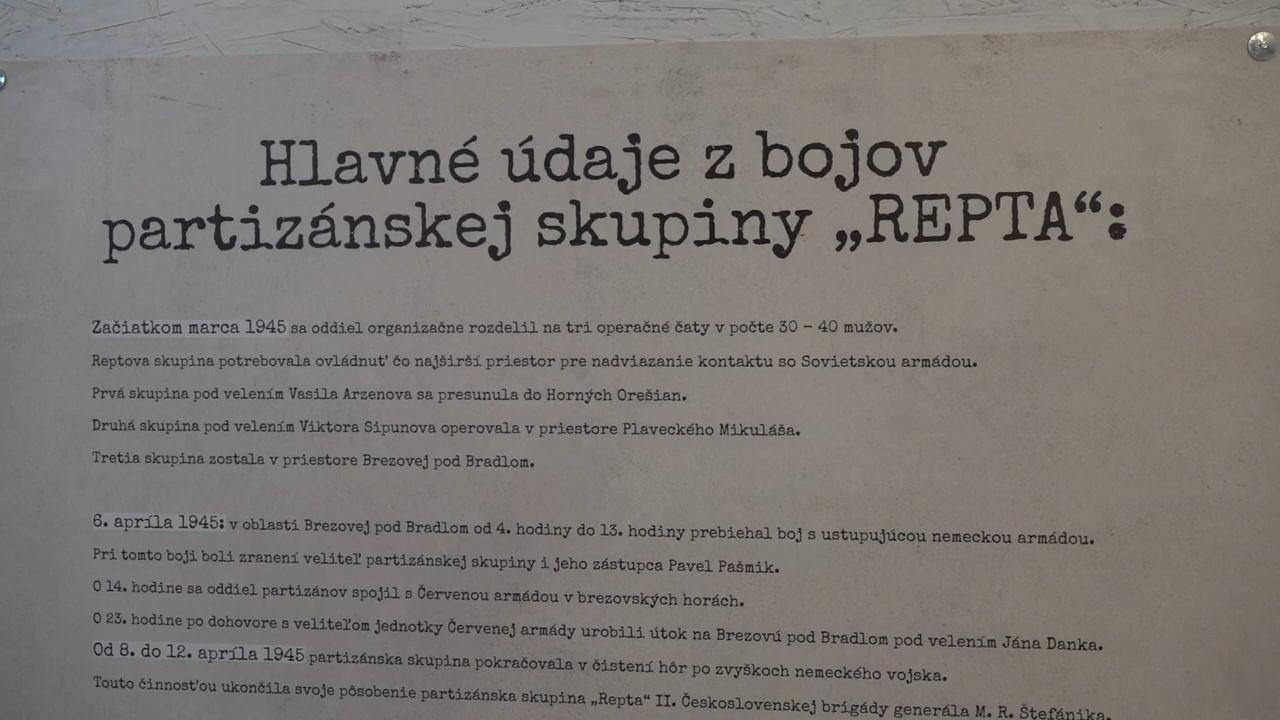 Hlavné údaje z bojov
partizánskej skupiny „REPTA“:
Začiatkom marca 1945 sa oddiel organizačne rozdelil na tri operačné čaty v počte 30 – 40 mužov.
Reptova skupina potrebovala ovládnuť čo najširší priestor pre nadviazanie kontaktu so Sovietskou armádou.
Prvá skupina pod velením Vasila Arzenova sa presunula do Horných Orešian.
Druhá skupina pod velením Viktora Sipunova operovala v priestore Plaveckého Mikuláša.
Tretia skupina zostala v priestore Brezovej pod Bradlom.
6. apríla 1945: v oblasti Brezovej pod Bradlom od 4. hodiny do 13. hodiny prebiehal boj s ustupujúcou nemeckou armádou.
Pri tomto boji boli zranení veliteľ partizánskej skupiny i jeho zástupca Pavel Pašmik.
O 14. hodine sa oddiel partizánov spojil s Červenou armádou v brezovských horách.
O 23. hodine po dohovore s veliteľom jednotky Červenej armády urobili útok na Brezovú pod Bradlom pod velením Jána Danka.
Od 8. do 12. apríla 1945 partizánska skupina pokračovala v čistení hôr po zvyškoch nemeckého vojska.
Touto činnosťou ukončila svoje pôsobenie partizánska skupina „Repta“ II. Československej brigády generála M. R. Štefánika.